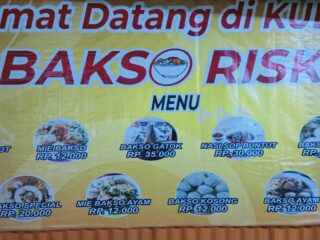 mat Datang di KU
BAKSO RISK
MENU
UT
MIE BAKSO
RP. 12.000
BAKSO GATOK
RP. 35.000
NASI SOP BUNTUT
RP. 30.000
BAK
BAKSO SPECIAL
RP. 20.000
MIE BAKSO AYAM
RP. 12.000
BAKSO KOSONG
RP. 12.000
BAKSO AYAM
RP. 12.000